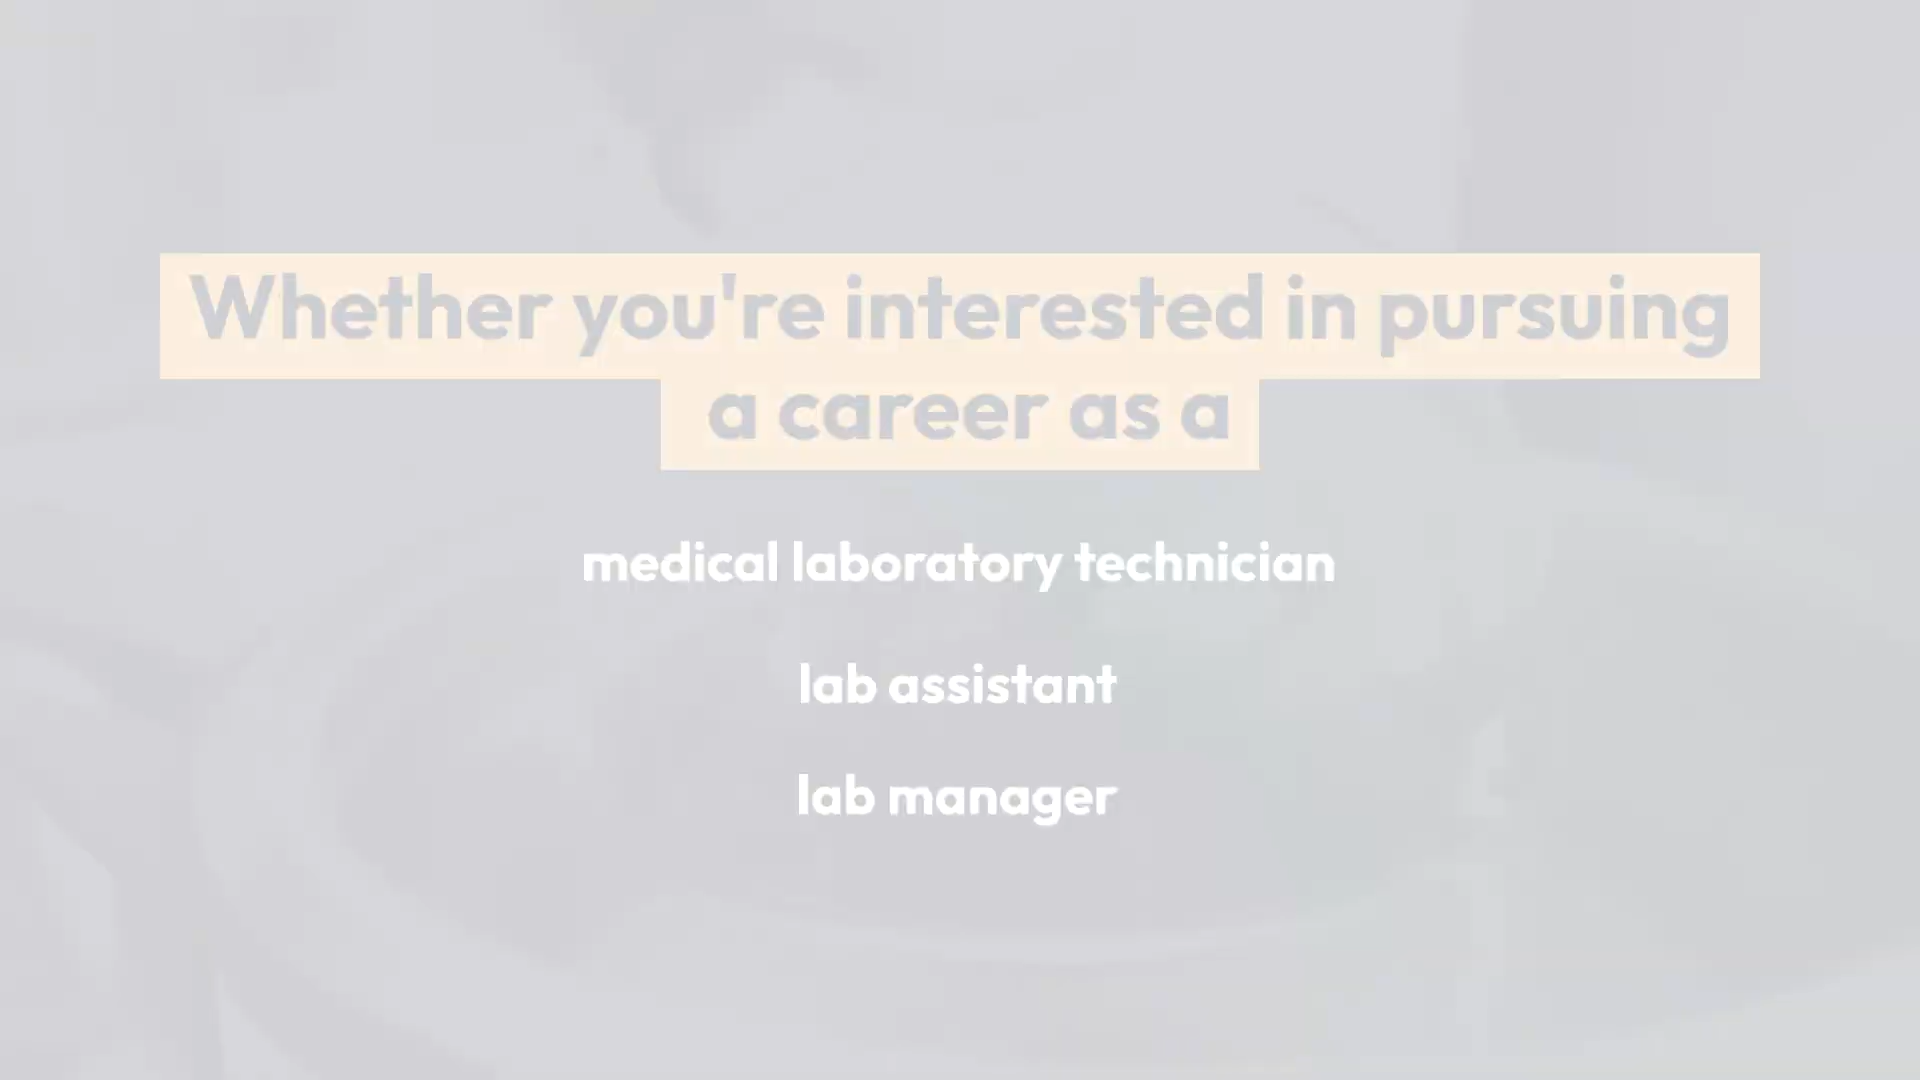 Whether you're interested in pursuing
a career as a
medical laboratory technician
lab assistant
lab manager